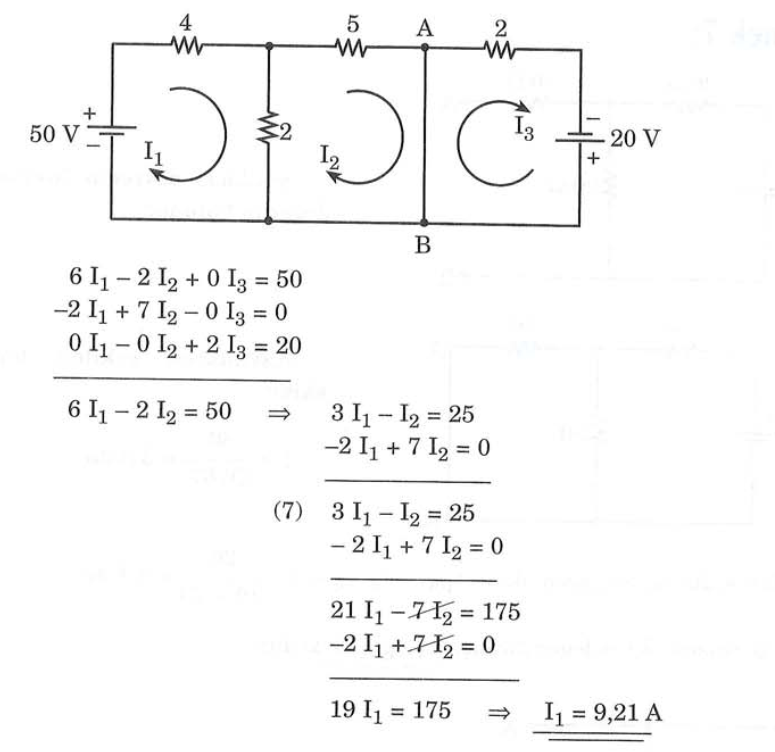 4 5 A 2
50 V + − I₁ 2 I₂ I₃ − + 20 V
B
6 I₁ – 2 I₂ + 0 I₃ = 50
–2 I₁ + 7 I₂ – 0 I₃ = 0
0 I₁ – 0 I₂ + 2 I₃ = 20
6 I₁ – 2 I₂ = 50 ⇒ 3 I₁ – I₂ = 25
–2 I₁ + 7 I₂ = 0
(7) 3 I₁ – I₂ = 25
– 2 I₁ + 7 I₂ = 0
21 I₁ – 7 I₂ = 175
–2 I₁ + 7 I₂ = 0
19 I₁ = 175 ⇒ I₁ = 9,21 A